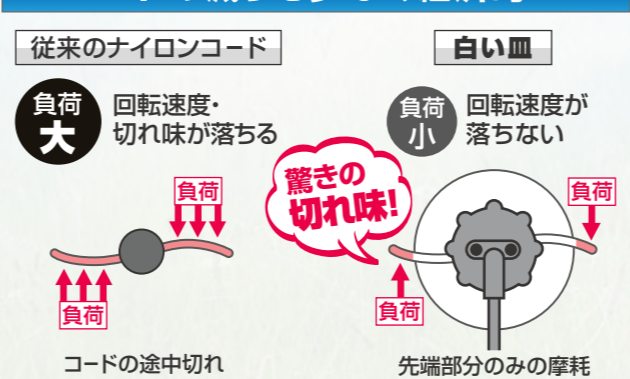 従来のナイロンコード
負荷
大
回転速度・
切れ味が落ちる
負荷
負荷
コードの途中切れ
白い皿
負荷
小
回転速度が
落ちない
驚きの
切れ味!
負荷
負荷
先端部分のみの摩耗